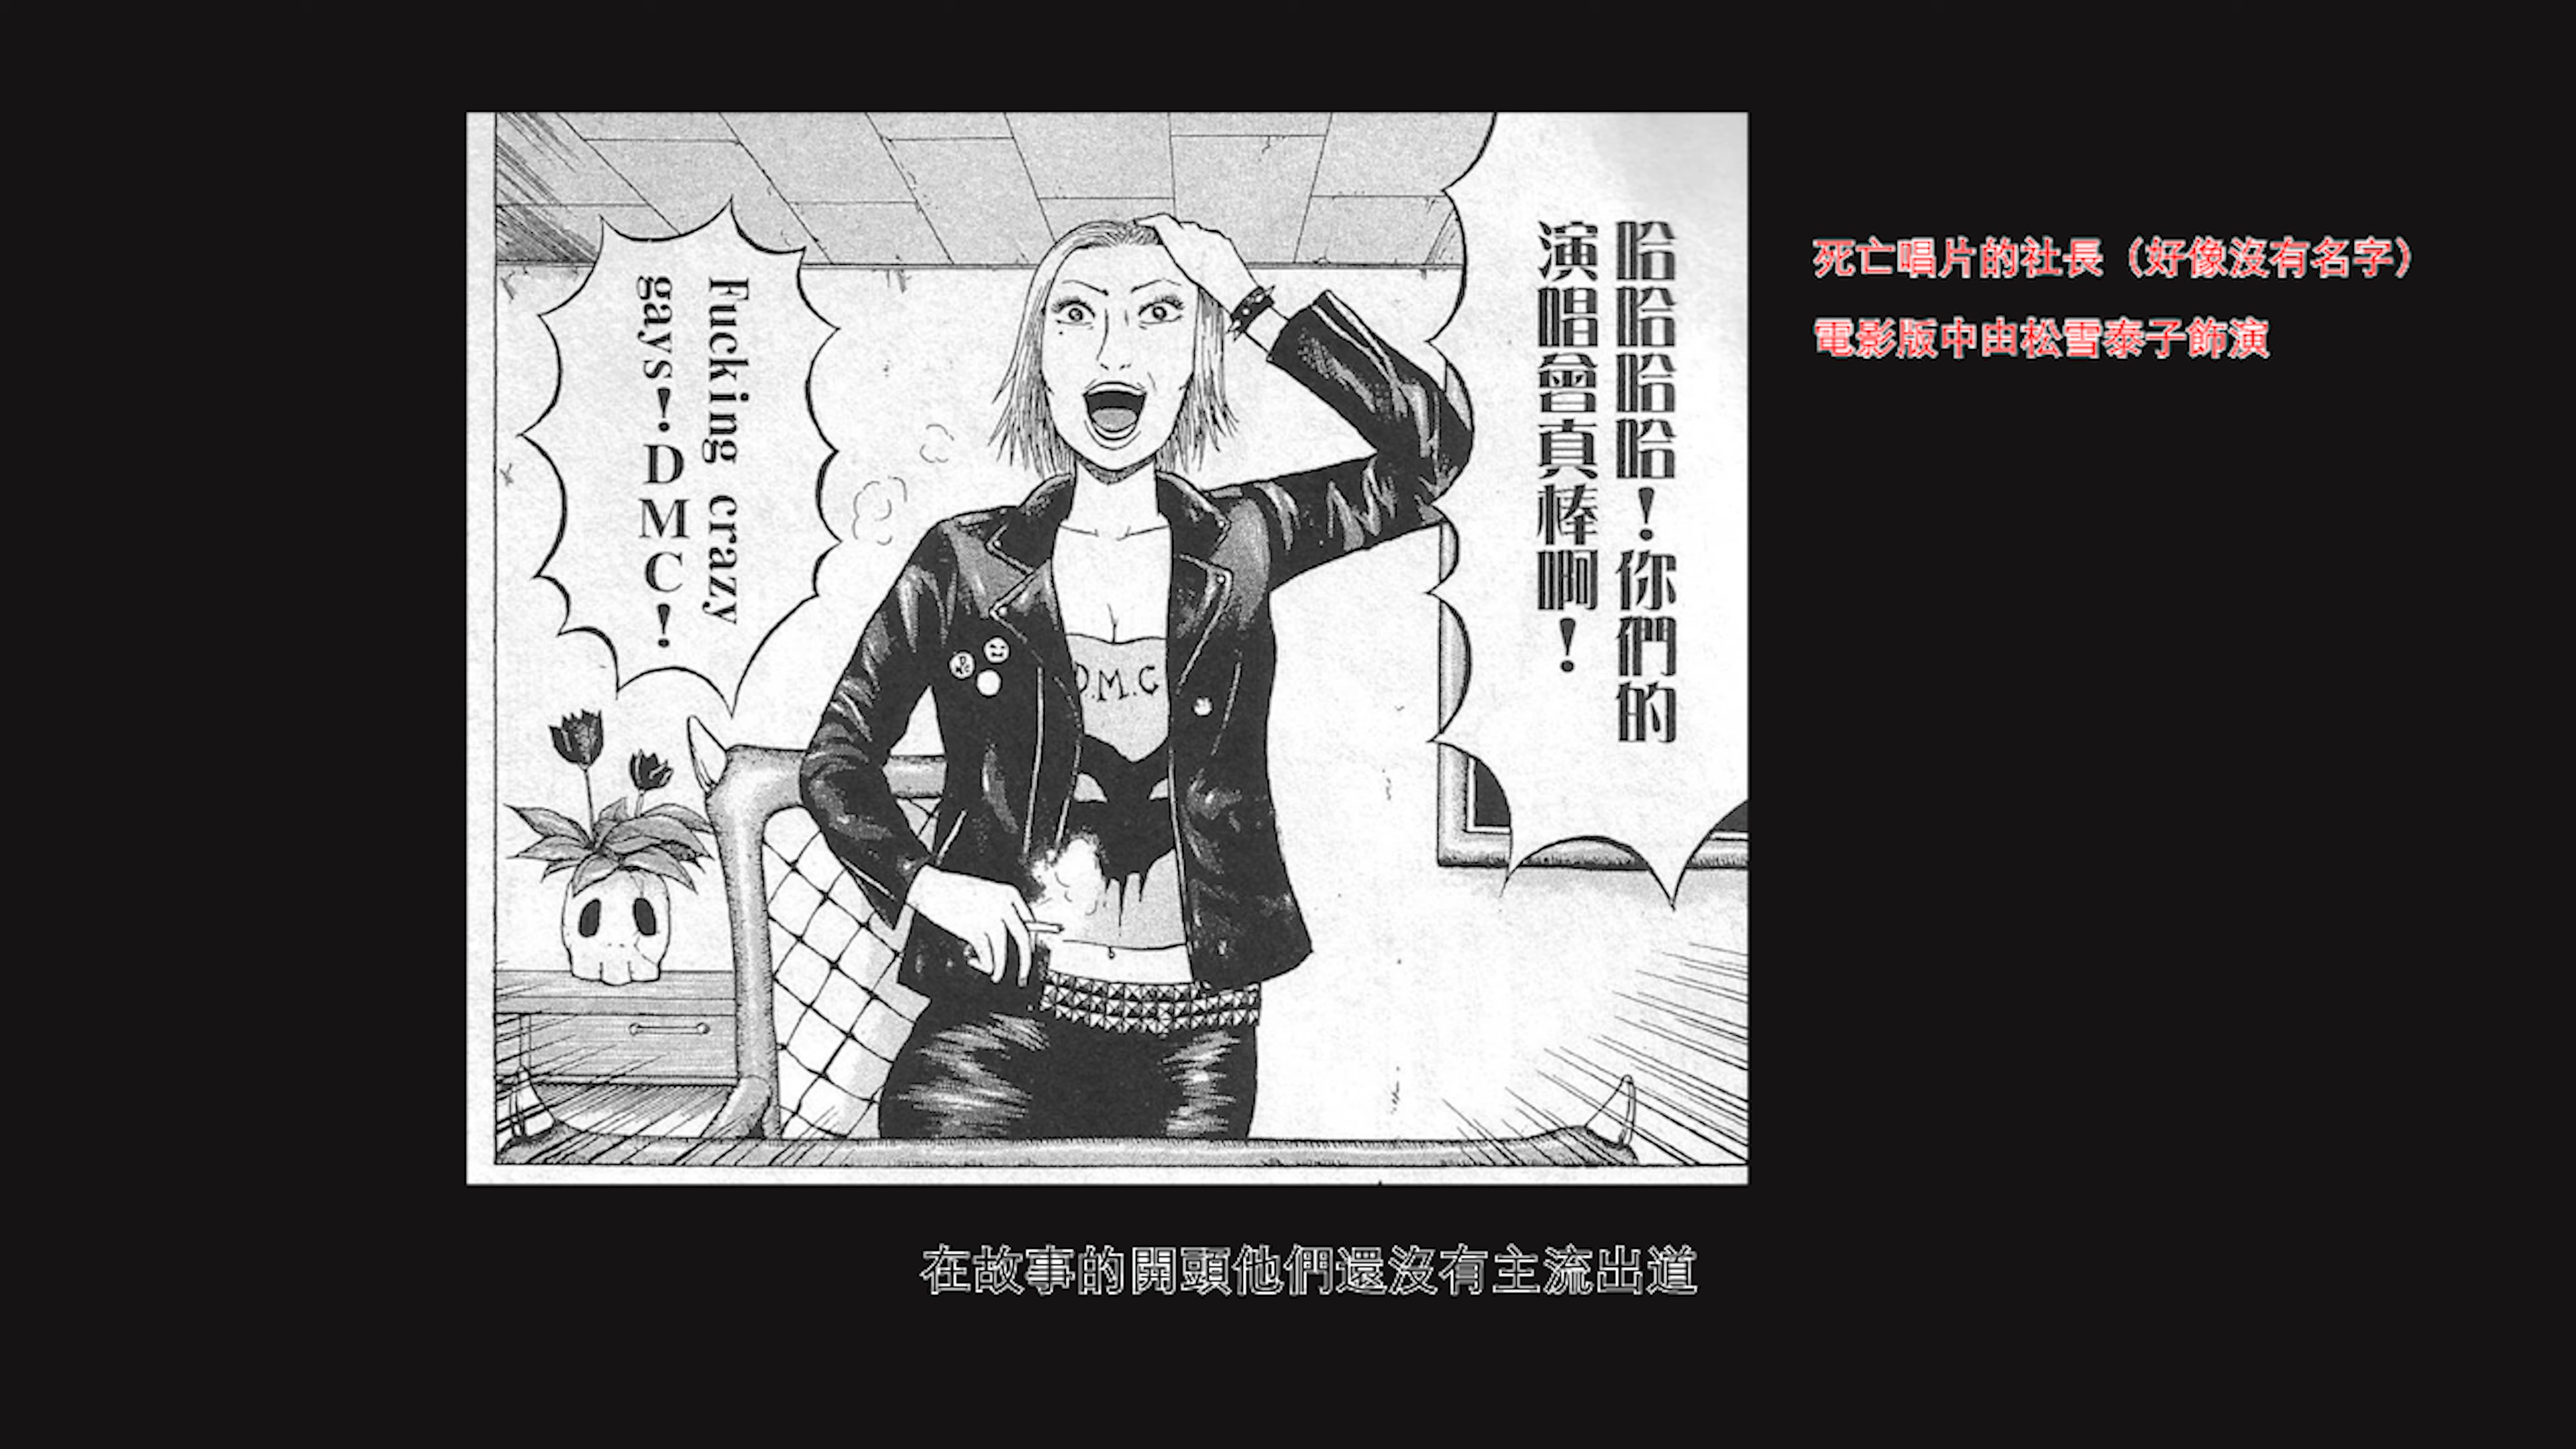 哈哈哈哈！你們的
演唱會真棒啊！
Fucking crazy
gays! DMC!
D.M.C
死亡唱片的社長（好像沒有名字）
電影版中由松雪泰子飾演
在故事的開頭他們還沒有主流出道